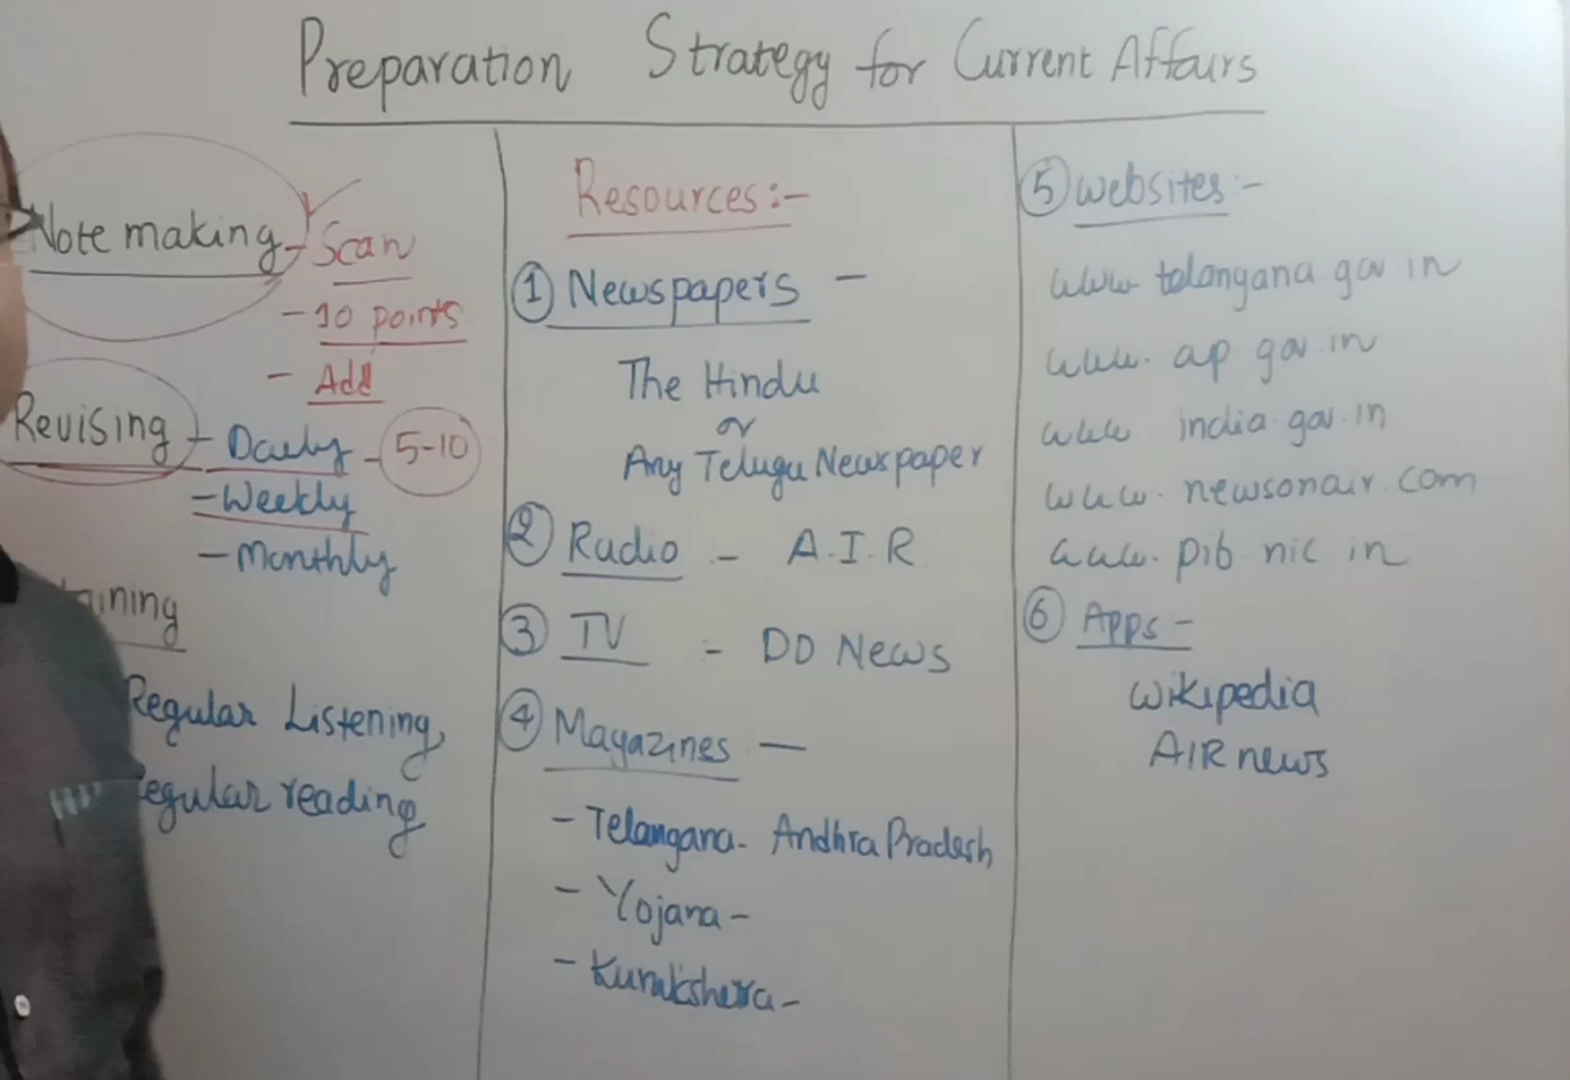 Preparation Strategy for Current Affairs
Note making - Scan
- 10 points
- Add
Revising - Daily - 5-10
- Weekly
- Monthly
Regular Listening,
regular reading
Resources:-
① Newspapers -
The Hindu
or
Any Telugu Newspaper
② Radio - A.I.R
③ TV - DD News
④ Magazines -
- Telangana - Andhra Pradesh
- Yojana -
- Kurukshetra -
⑤ Websites:-
www telangana gov in
www. ap gov.in
www india.gov.in
www. newsonair.com
www. pib nic in
⑥ Apps -
Wikipedia
AIR news